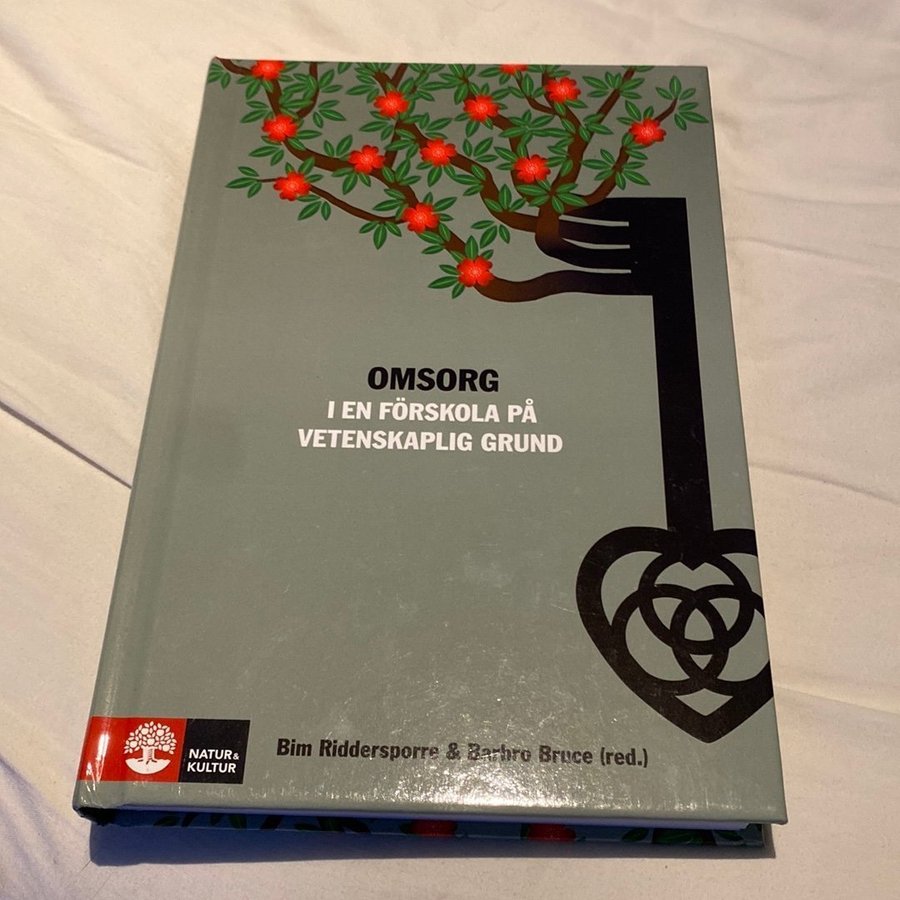 OMSORG
I EN FÖRSKOLA PÅ
VETENSKAPLIG GRUND
NATUR&
KULTUR
Bim Riddersporre & Barbro Bruce (red.)